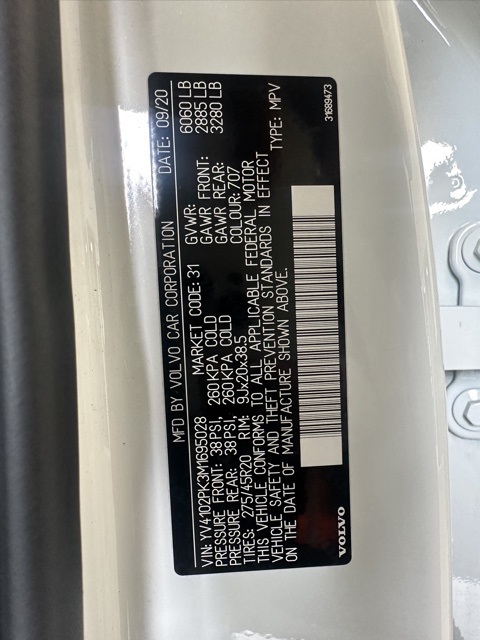 MFD BY VOLVO CAR CORPORATION DATE: 09/20
VIN: YV4102PK3M1695028 MARKET CODE: 31 GVWR: 6060 LB
PRESSURE FRONT: 38 PSI, 260 KPA COLD GAWR FRONT: 2885 LB
PRESSURE REAR: 38 PSI, 260 KPA COLD GAWR REAR: 3280 LB
TIRES: 275/45R20 RIM: 9Jx20x38.5 COLOUR: 707
THIS VEHICLE CONFORMS TO ALL APPLICABLE FEDERAL MOTOR
VEHICLE SAFETY AND THEFT PREVENTION STANDARDS IN EFFECT
ON THE DATE OF MANUFACTURE SHOWN ABOVE. TYPE: MPV
VOLVO 31689473